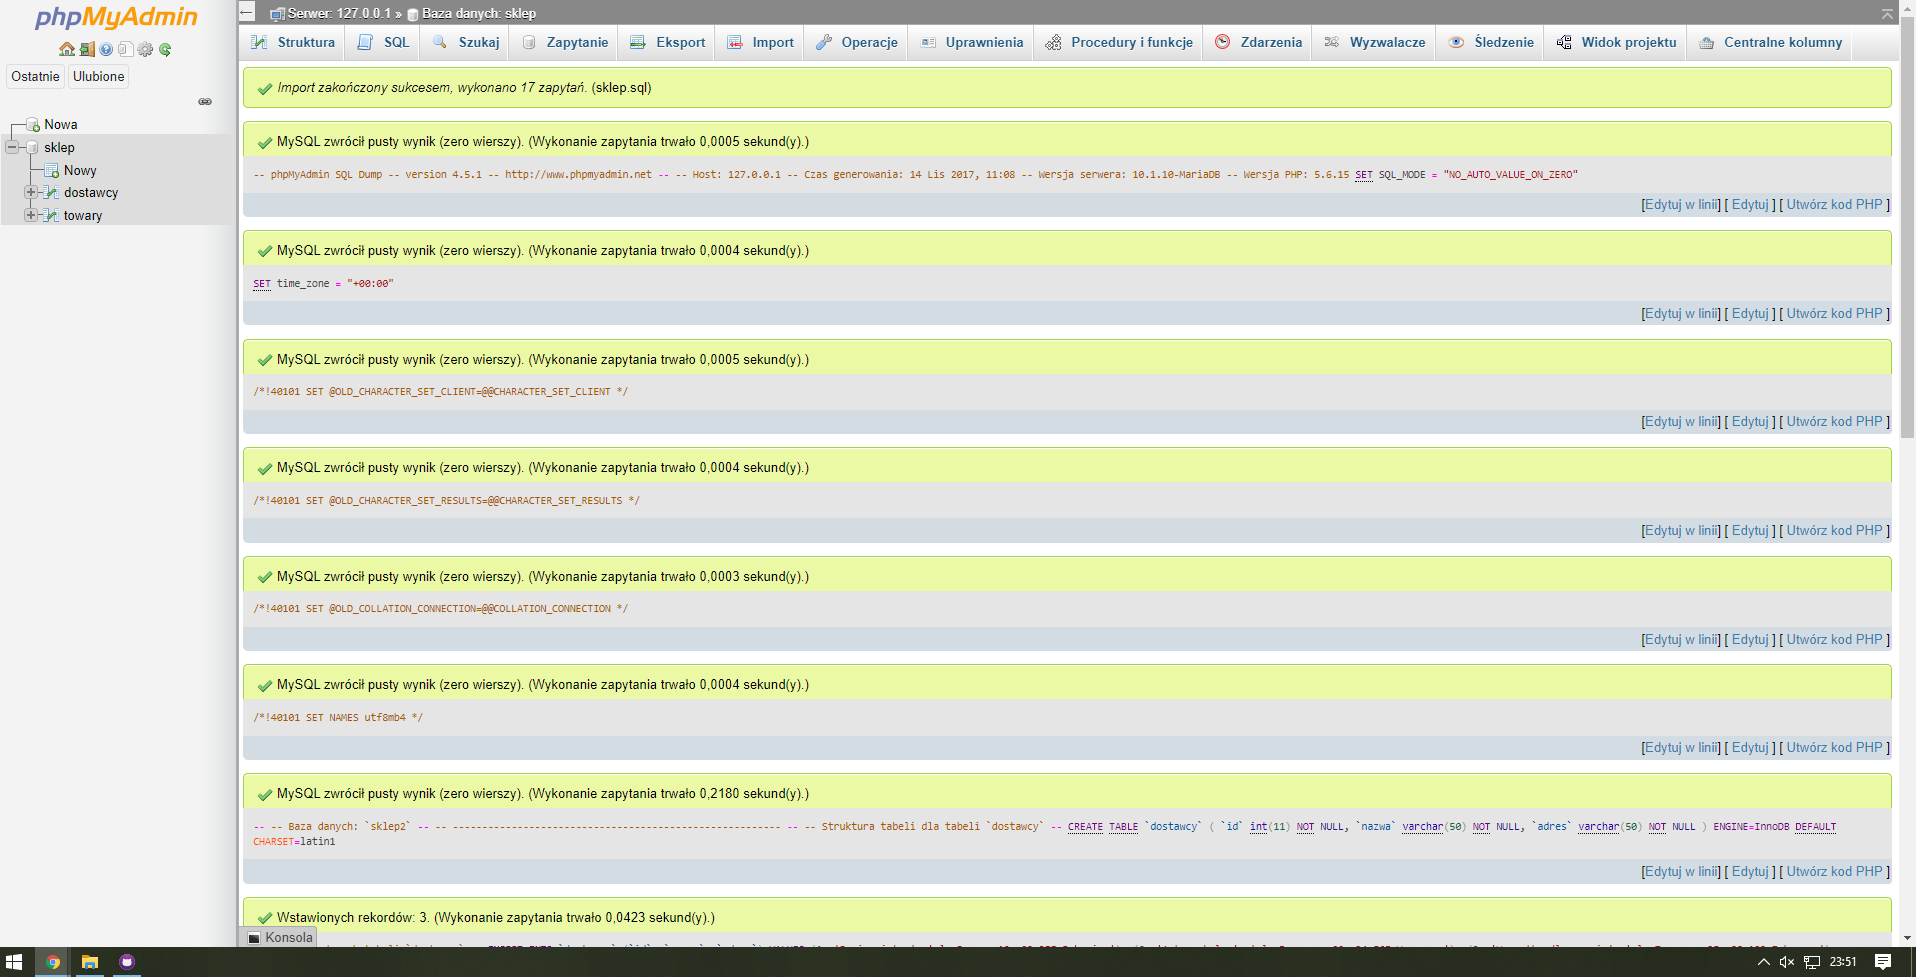 phpMyAdmin
Ostatnie Ulubione
Nowa
sklep
Nowy
dostawcy
towary
Serwer: 127.0.0.1 » Baza danych: sklep
Struktura SQL Szukaj Zapytanie Eksport Import Operacje Uprawnienia Procedury i funkcje Zdarzenia Wyzwalacze Śledzenie Widok projektu Centralne kolumny
Import zakończony sukcesem, wykonano 17 zapytań. (sklep.sql)
MySQL zwrócił pusty wynik (zero wierszy). (Wykonanie zapytania trwało 0,0005 sekund(y).)
-- phpMyAdmin SQL Dump -- version 4.5.1 -- http://www.phpmyadmin.net -- -- Host: 127.0.0.1 -- Czas generowania: 14 Lis 2017, 11:08 -- Wersja serwera: 10.1.10-MariaDB -- Wersja PHP: 5.6.15 SET SQL_MODE = "NO_AUTO_VALUE_ON_ZERO"
[Edytuj w linii] [ Edytuj ] [ Utwórz kod PHP ]
MySQL zwrócił pusty wynik (zero wierszy). (Wykonanie zapytania trwało 0,0004 sekund(y).)
SET time_zone = "+00:00"
[Edytuj w linii] [ Edytuj ] [ Utwórz kod PHP ]
MySQL zwrócił pusty wynik (zero wierszy). (Wykonanie zapytania trwało 0,0005 sekund(y).)
/*!40101 SET @OLD_CHARACTER_SET_CLIENT=@@CHARACTER_SET_CLIENT */
[Edytuj w linii] [ Edytuj ] [ Utwórz kod PHP ]
MySQL zwrócił pusty wynik (zero wierszy). (Wykonanie zapytania trwało 0,0004 sekund(y).)
/*!40101 SET @OLD_CHARACTER_SET_RESULTS=@@CHARACTER_SET_RESULTS */
[Edytuj w linii] [ Edytuj ] [ Utwórz kod PHP ]
MySQL zwrócił pusty wynik (zero wierszy). (Wykonanie zapytania trwało 0,0003 sekund(y).)
/*!40101 SET @OLD_COLLATION_CONNECTION=@@COLLATION_CONNECTION */
[Edytuj w linii] [ Edytuj ] [ Utwórz kod PHP ]
MySQL zwrócił pusty wynik (zero wierszy). (Wykonanie zapytania trwało 0,0004 sekund(y).)
/*!40101 SET NAMES utf8mb4 */
[Edytuj w linii] [ Edytuj ] [ Utwórz kod PHP ]
MySQL zwrócił pusty wynik (zero wierszy). (Wykonanie zapytania trwało 0,2180 sekund(y).)
-- -- Baza danych: `sklep2` -- -- -------------------------------------------------------- -- -- Struktura tabeli dla tabeli `dostawcy` -- CREATE TABLE `dostawcy` ( `id` int(11) NOT NULL, `nazwa` varchar(50) NOT NULL, `adres` varchar(50) NOT NULL ) ENGINE=InnoDB DEFAULT
CHARSET=latin1
[Edytuj w linii] [ Edytuj ] [ Utwórz kod PHP ]
Wstawionych rekordów: 3. (Wykonanie zapytania trwało 0,0423 sekund(y).)
Konsola
23:51